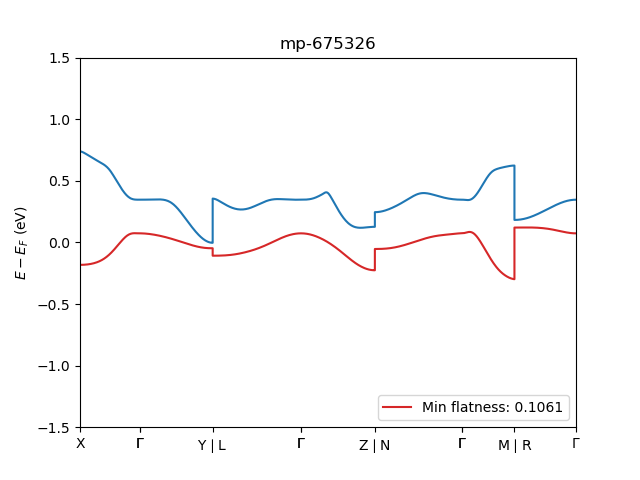 mp-675326
E − E_F (eV)
1.5
1.0
0.5
0.0
−0.5
−1.0
−1.5
Min flatness: 0.1061
X Γ Y | L Γ Z | N Γ M | R Γ